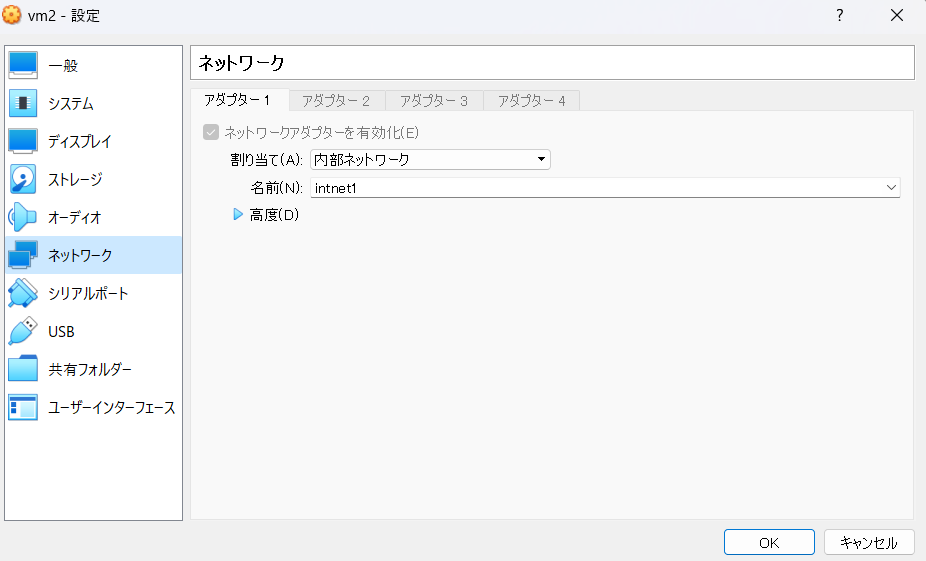 vm2 - 設定
?
一般
システム
ディスプレイ
ストレージ
オーディオ
ネットワーク
シリアルポート
USB
共有フォルダー
ユーザーインターフェース
ネットワーク
アダプター 1 アダプター 2 アダプター 3 アダプター 4
ネットワークアダプターを有効化(E)
割り当て(A): 内部ネットワーク
名前(N): intnet1
高度(D)
OK キャンセル